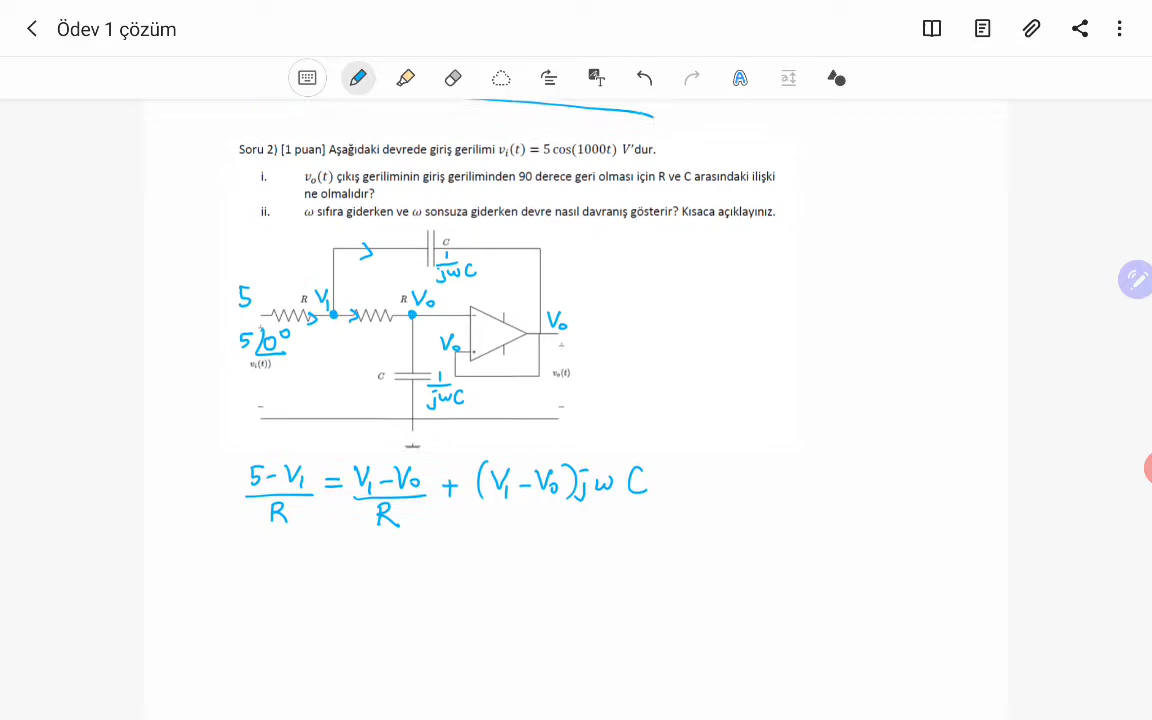 Ödev 1 çözüm
Soru 2) [1 puan] Aşağıdaki devrede giriş gerilimi vᵢ(t) = 5 cos(1000t) V'dur.
i. vₒ(t) çıkış geriliminin giriş geriliminden 90 derece geri olması için R ve C arasındaki ilişki
ne olmalıdır?
ii. ω sıfıra giderken ve ω sonsuza giderken devre nasıl davranış gösterir? Kısaca açıklayınız.
C
1/jωC
5 R V₁ R Vₒ
Vₒ
5∠0° Vₒ
+
vᵢ(t))
C 1/jωC vₒ(t)
− −
(5-V₁)/R = (V₁-Vₒ)/R + (V₁-Vₒ)jωC